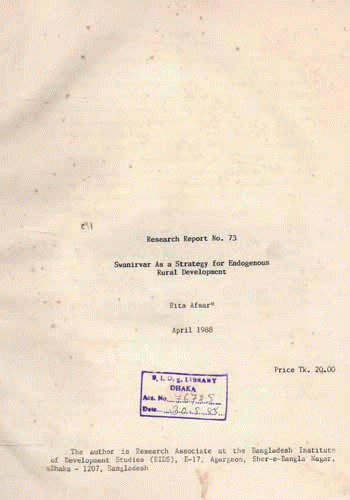 Research Report No. 73
Swanirvar As a Strategy for Endogenous
Rural Development
Rita Afsar*
April 1988
Price Tk. 20.00
B. I. D. S. LIBRARY
DHAKA
Acc. No.
Date
The author is Research Associate at the Bangladesh Institute
of Development Studies (BIDS), E-17, Agargaon, Sher-e-Bangla Nagar,
Dhaka - 1207, Bangladesh